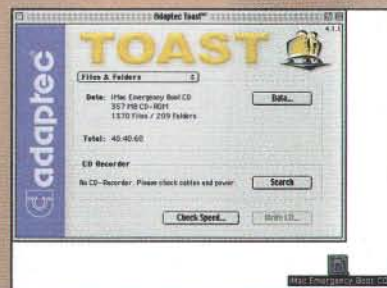 Adaptec Toast™
4.1.1
adaptec
TOAST
Files & Folders
Data: iMac Emergency Boot CD
357 MB CD-ROM
1370 Files / 209 Folders
Data...
Total: 40:40.60
CD Recorder
No CD-Recorder. Please check cables and power.
Search
Check Speed...
Write CD...
iMac Emergency Boot CD